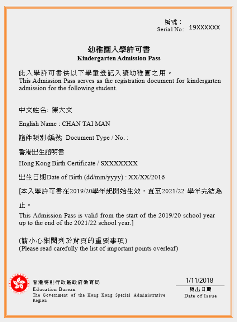 編號：
Serial No. 19XXXXXX
幼稚園入學許可書
Kindergarten Admission Pass
此入學許可書供以下學童登記入讀幼稚園之用。
This Admission Pass serves as the registration document for kindergarten
admission for the following student
中文姓名: 陳大文
English Name : CHAN TAI MAN
證件類別/編號 Document Type / No. :
香港出生證明書
Hong Kong Birth Certificate / SXXXXXXX
出生日期Date of Birth (dd/mm/yyyy) : XX/XX/2016
[本入學許可書在2019/20學年開始生效，直至2021/22 學年完結為
止。
This Admission Pass is valid from the start of the 2019/20 school year
up to the end of the 2021/22 school year.]
(請小心細閱列於背頁的重要事項)
(Please read carefully the list of important points overleaf)
香港特別行政區政府教育局
Education Bureau
The Government of the Hong Kong Special Administrative
Region
1/11/2018
發出日期
Date of Issue